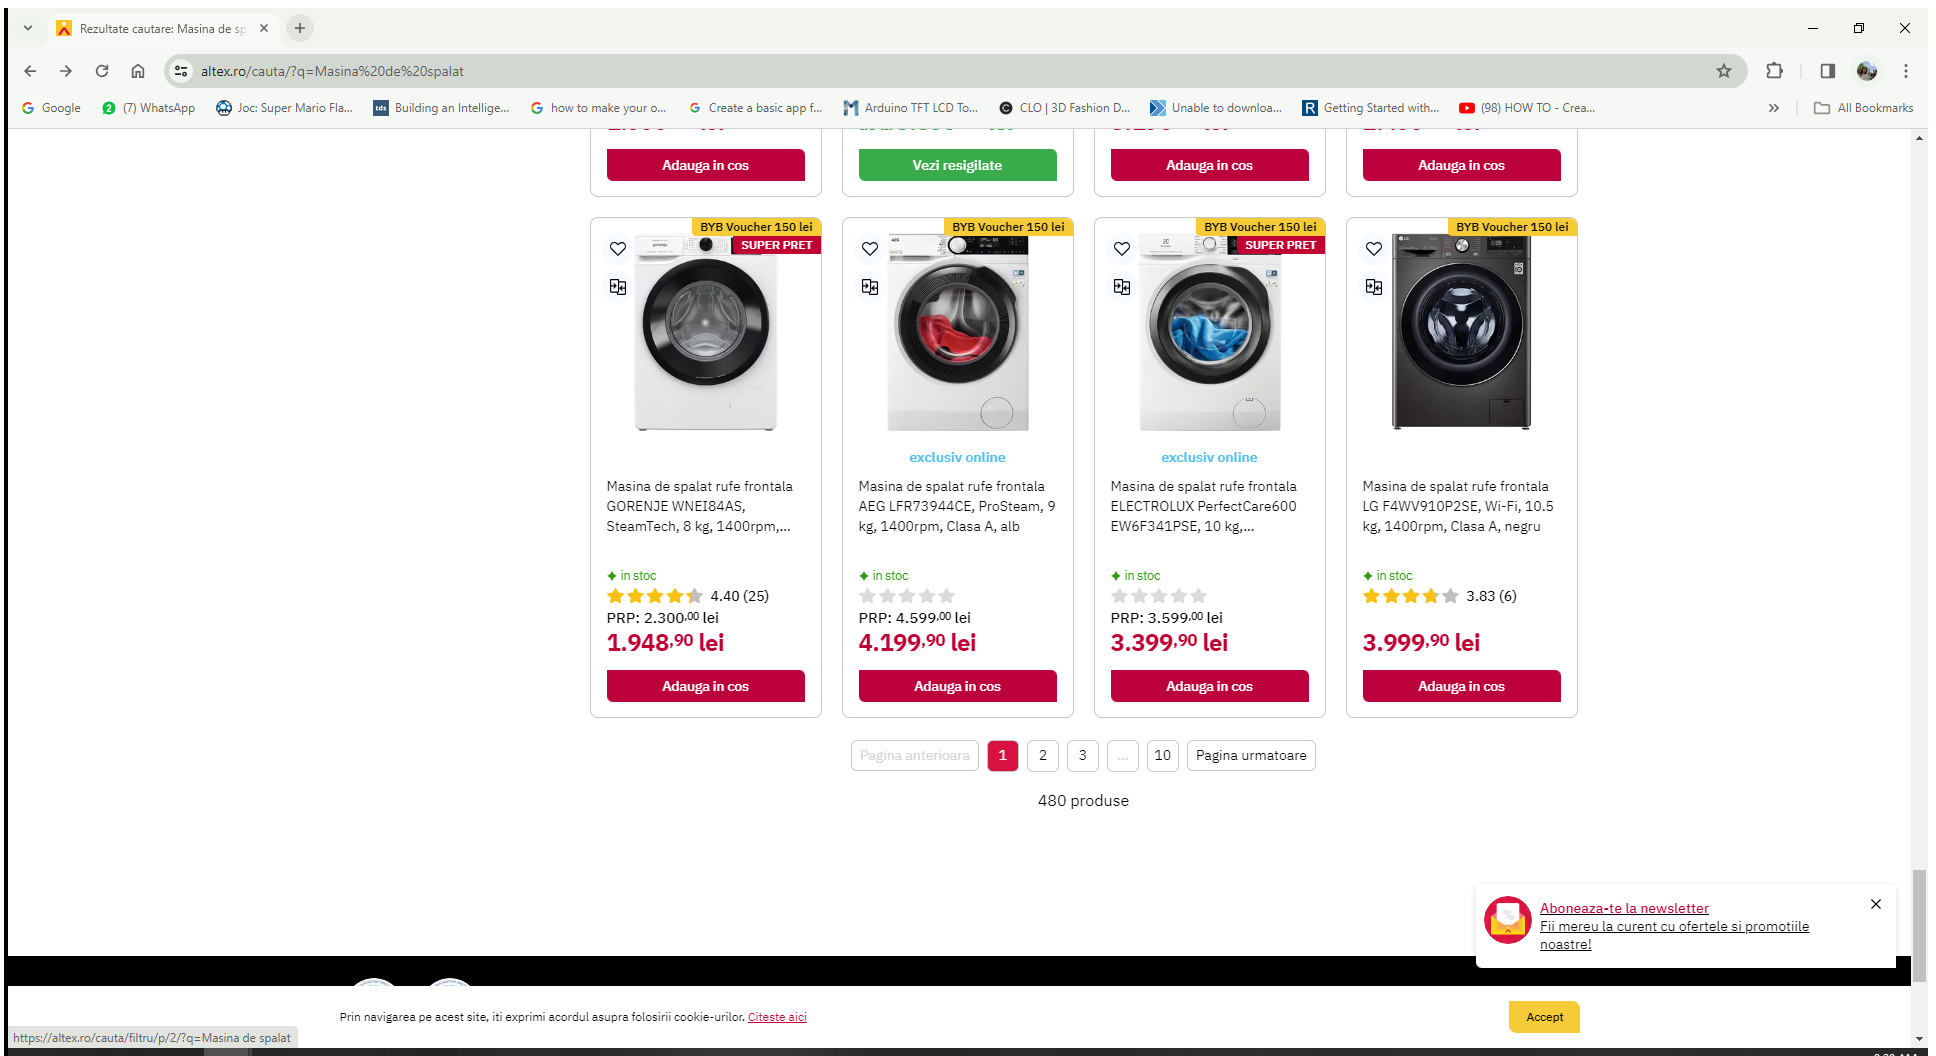 Rezultate cautare: Masina de sp
altex.ro/cauta/?q=Masina%20de%20spalat
Google
(7) WhatsApp
Joc: Super Mario Fla...
Building an Intellige...
how to make your o...
Create a basic app f...
Arduino TFT LCD To...
CLO | 3D Fashion D...
Unable to downloa...
Getting Started with...
(98) HOW TO - Crea...
All Bookmarks
Adauga in cos
Vezi resigilate
Adauga in cos
Adauga in cos
BYB Voucher 150 lei
SUPER PRET
BYB Voucher 150 lei
BYB Voucher 150 lei
SUPER PRET
BYB Voucher 150 lei
exclusiv online
exclusiv online
Masina de spalat rufe frontala
GORENJE WNEI84AS,
SteamTech, 8 kg, 1400rpm,...
in stoc
4.40 (25)
PRP: 2.300,00 lei
1.948,90 lei
Adauga in cos
Masina de spalat rufe frontala
AEG LFR73944CE, ProSteam, 9
kg, 1400rpm, Clasa A, alb
in stoc
PRP: 4.599,00 lei
4.199,90 lei
Adauga in cos
Masina de spalat rufe frontala
ELECTROLUX PerfectCare600
EW6F341PSE, 10 kg,...
in stoc
PRP: 3.599,00 lei
3.399,90 lei
Adauga in cos
Masina de spalat rufe frontala
LG F4WV910P2SE, Wi-Fi, 10.5
kg, 1400rpm, Clasa A, negru
in stoc
3.83 (6)
3.999,90 lei
Adauga in cos
Pagina anterioara 1 2 3 ... 10 Pagina urmatoare
480 produse
Aboneaza-te la newsletter
Fii mereu la curent cu ofertele si promotiile
noastre!
Prin navigarea pe acest site, iti exprimi acordul asupra folosirii cookie-urilor. Citeste aici
Accept
https://altex.ro/cauta/filtru/p/2/?q=Masina de spalat